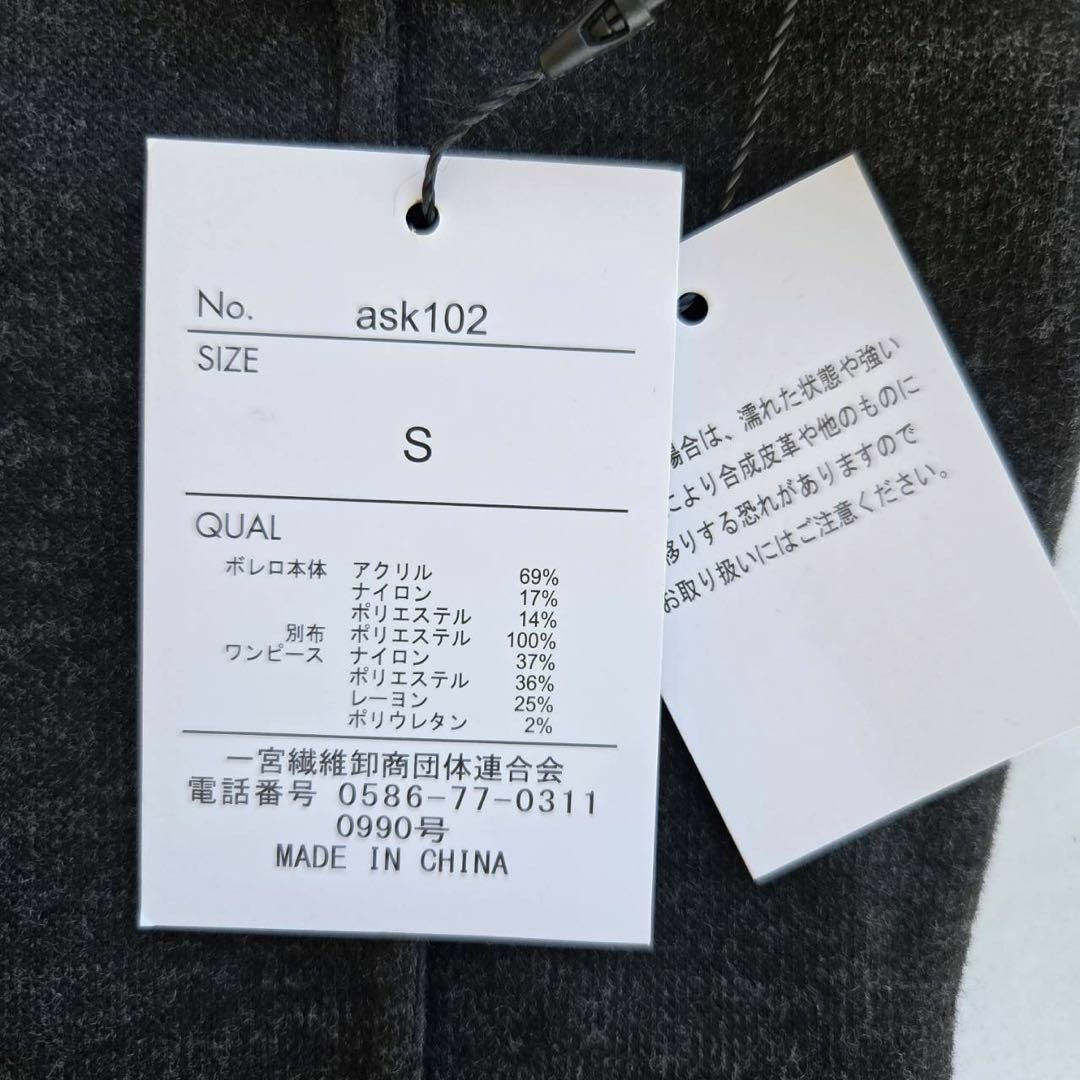 No. ask102
SIZE
S
QUAL
ボレロ本体 アクリル 69%
ナイロン 17%
ポリエステル 14%
別布 ポリエステル 100%
ワンピース ナイロン 37%
ポリエステル 36%
レーヨン 25%
ポリウレタン 2%
一宮繊維卸商団体連合会
電話番号 0586-77-0311
0990号
MADE IN CHINA
場合は、濡れた状態や強い
により合成皮革や他のものに
移りする恐れがありますので
お取り扱いにはご注意ください。